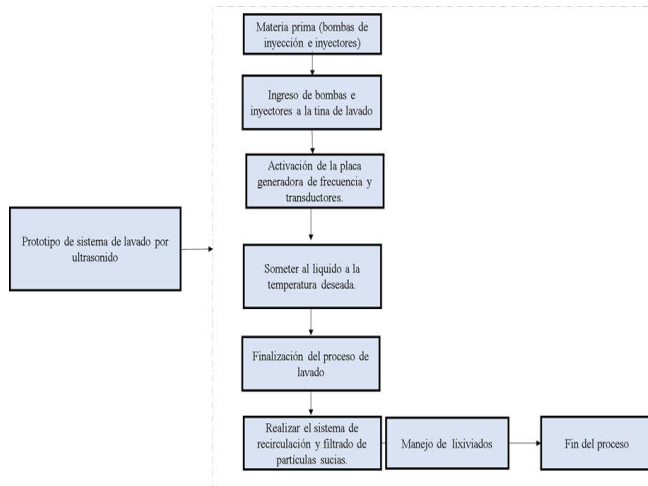 Materia prima (bombas de
inyección e inyectores)
Ingreso de bombas e
inyectores a la tina de lavado
Activación de la placa
generadora de frecuencia y
transductores.
Prototipo de sistema de lavado por
ultrasonido
Someter al liquido a la
temperatura deseada.
Finalización del proceso de
lavado
Realizar el sistema de
recirculación y filtrado de
partículas sucias.
Manejo de lixiviados
Fin del proceso